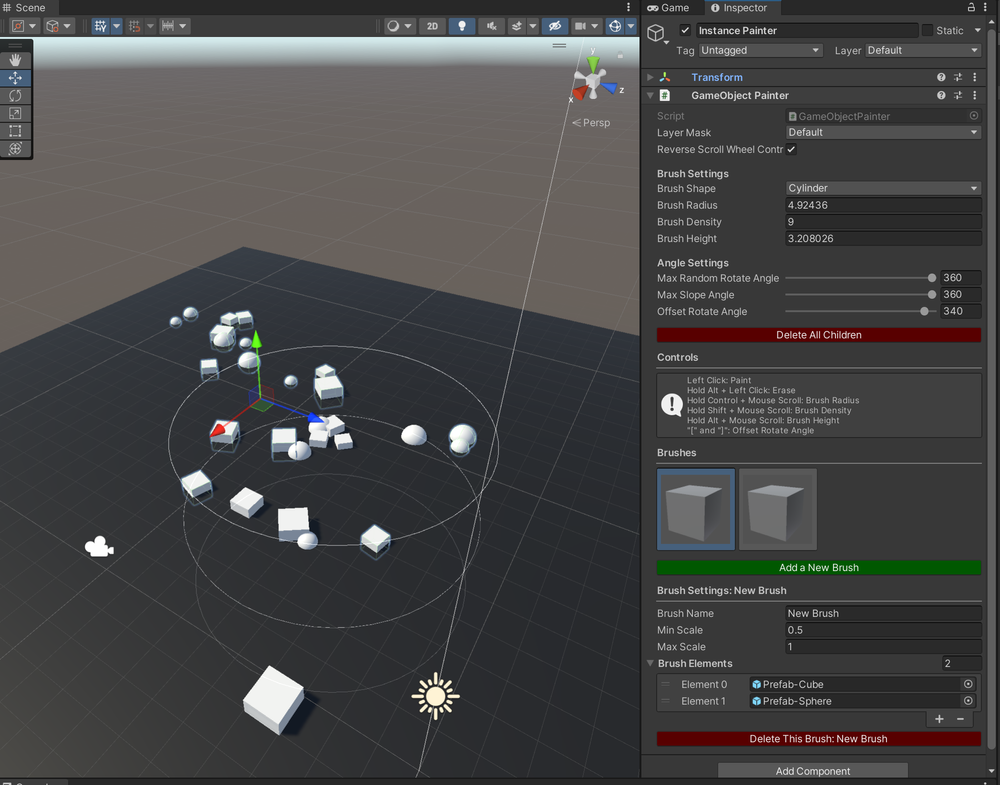 Scene
Game
Inspector
2D
y
x
z
Persp
Instance Painter
Static
Tag Untagged Layer Default
Transform
GameObject Painter
Script GameObjectPainter
Layer Mask Default
Reverse Scroll Wheel Contr
Brush Settings
Brush Shape Cylinder
Brush Radius 4.92436
Brush Density 9
Brush Height 3.208026
Angle Settings
Max Random Rotate Angle 360
Max Slope Angle 360
Offset Rotate Angle 340
Delete All Children
Controls
Left Click: Paint
Hold Alt + Left Click: Erase
Hold Control + Mouse Scroll: Brush Radius
Hold Shift + Mouse Scroll: Brush Density
Hold Alt + Mouse Scroll: Brush Height
"[" and "]": Offset Rotate Angle
Brushes
Add a New Brush
Brush Settings: New Brush
Brush Name New Brush
Min Scale 0.5
Max Scale 1
Brush Elements 2
Element 0 Prefab-Cube
Element 1 Prefab-Sphere
Delete This Brush: New Brush
Add Component